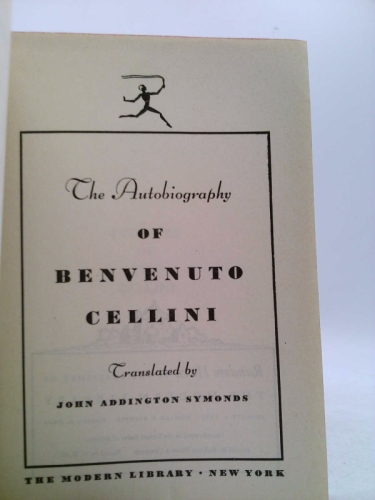 The Autobiography
OF
BENVENUTO
CELLINI
Translated by
JOHN ADDINGTON SYMONDS
THE MODERN LIBRARY · NEW YORK